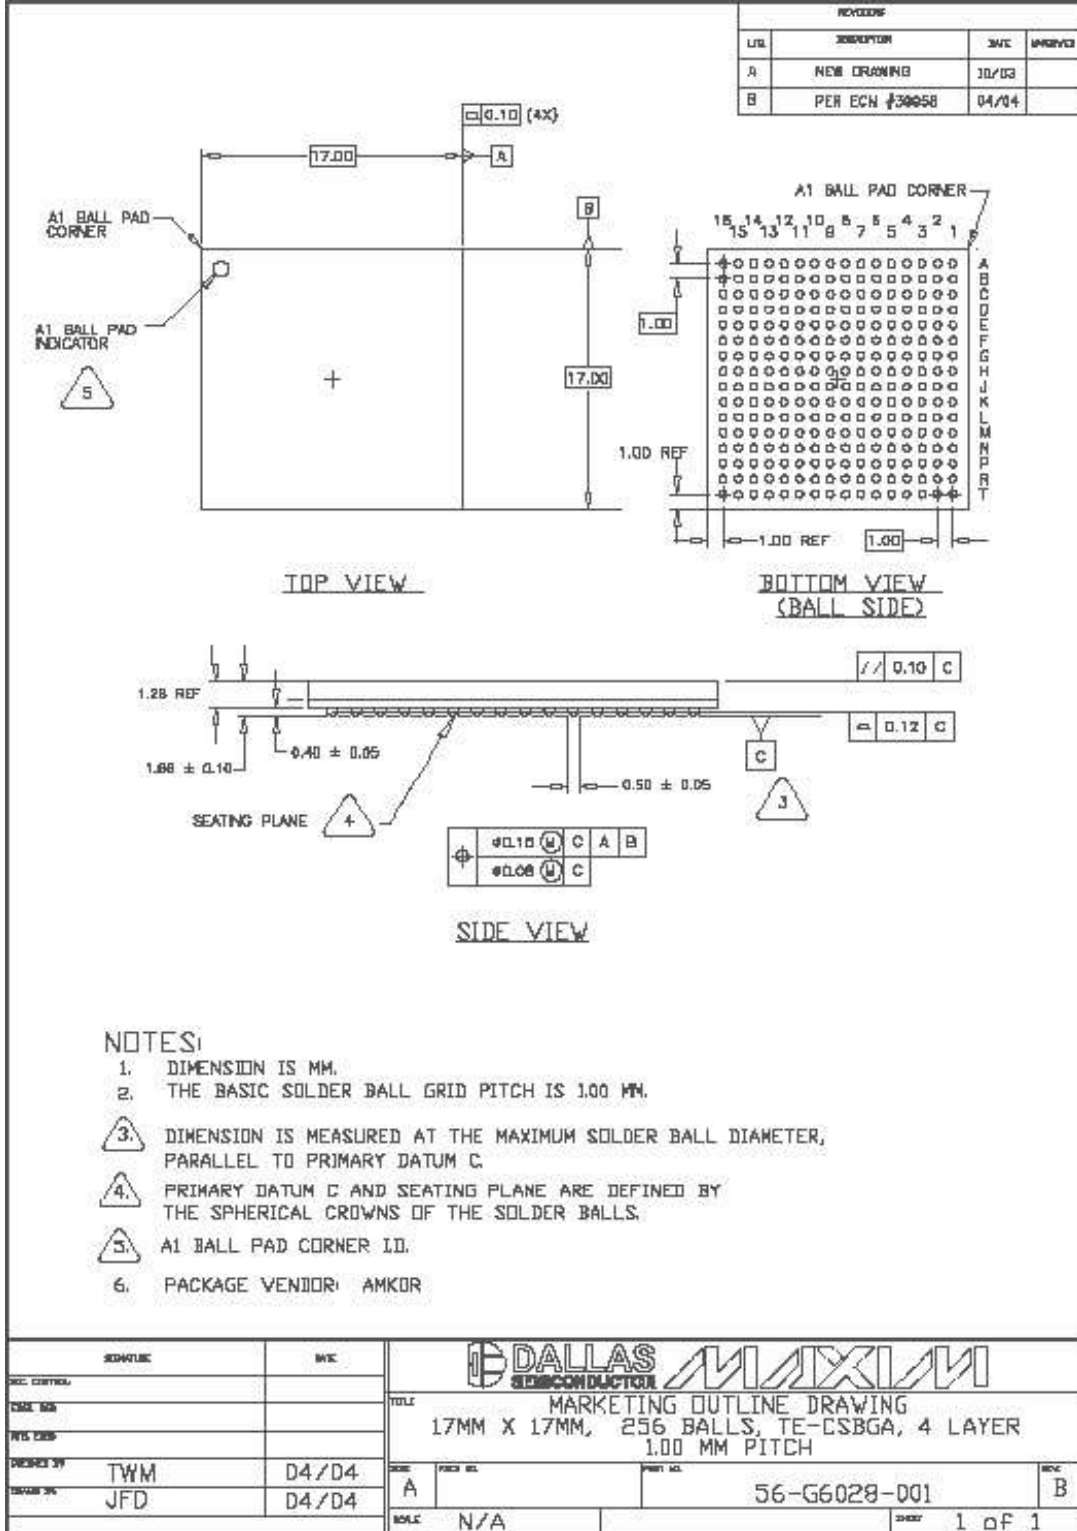 REVISIONS
LTR DESCRIPTION DATE APPROVED
A NEW DRAWING 10/03
B PER ECN #30058 04/04
0.10 (4X)
17.00 A
A1 BALL PAD
CORNER
B
A1 BALL PAD
INDICATOR
5
17.00
A1 BALL PAD CORNER
16 14 12 10 8 6 4 2
15 13 11 9 7 5 3 1
A
B
C
D
E
F
G
H
J
K
L
M
N
P
R
T
1.00
1.00 REF
1.00 REF 1.00
TOP VIEW
BOTTOM VIEW
(BALL SIDE)
// 0.10 C
1.28 REF
0.12 C
0.40 ± 0.05
C
0.50 ± 0.05
3
SEATING PLANE 4
C A B
C
SIDE VIEW
NOTES:
1. DIMENSION IS MM.
2. THE BASIC SOLDER BALL GRID PITCH IS 1.00 MM.
3. DIMENSION IS MEASURED AT THE MAXIMUM SOLDER BALL DIAMETER,
PARALLEL TO PRIMARY DATUM C.
4. PRIMARY DATUM C AND SEATING PLANE ARE DEFINED BY
THE SPHERICAL CROWNS OF THE SOLDER BALLS.
5. A1 BALL PAD CORNER I.D.
6. PACKAGE VENDOR: AMKOR
SIGNATURE DATE
DALLAS
SEMICONDUCTOR MAXIM
TITLE
MARKETING OUTLINE DRAWING
17MM X 17MM, 256 BALLS, TE-CSBGA, 4 LAYER
1.00 MM PITCH
TWM 04/04
JFD 04/04
A 56-G6028-001 B
SCALE N/A SHEET 1 OF 1